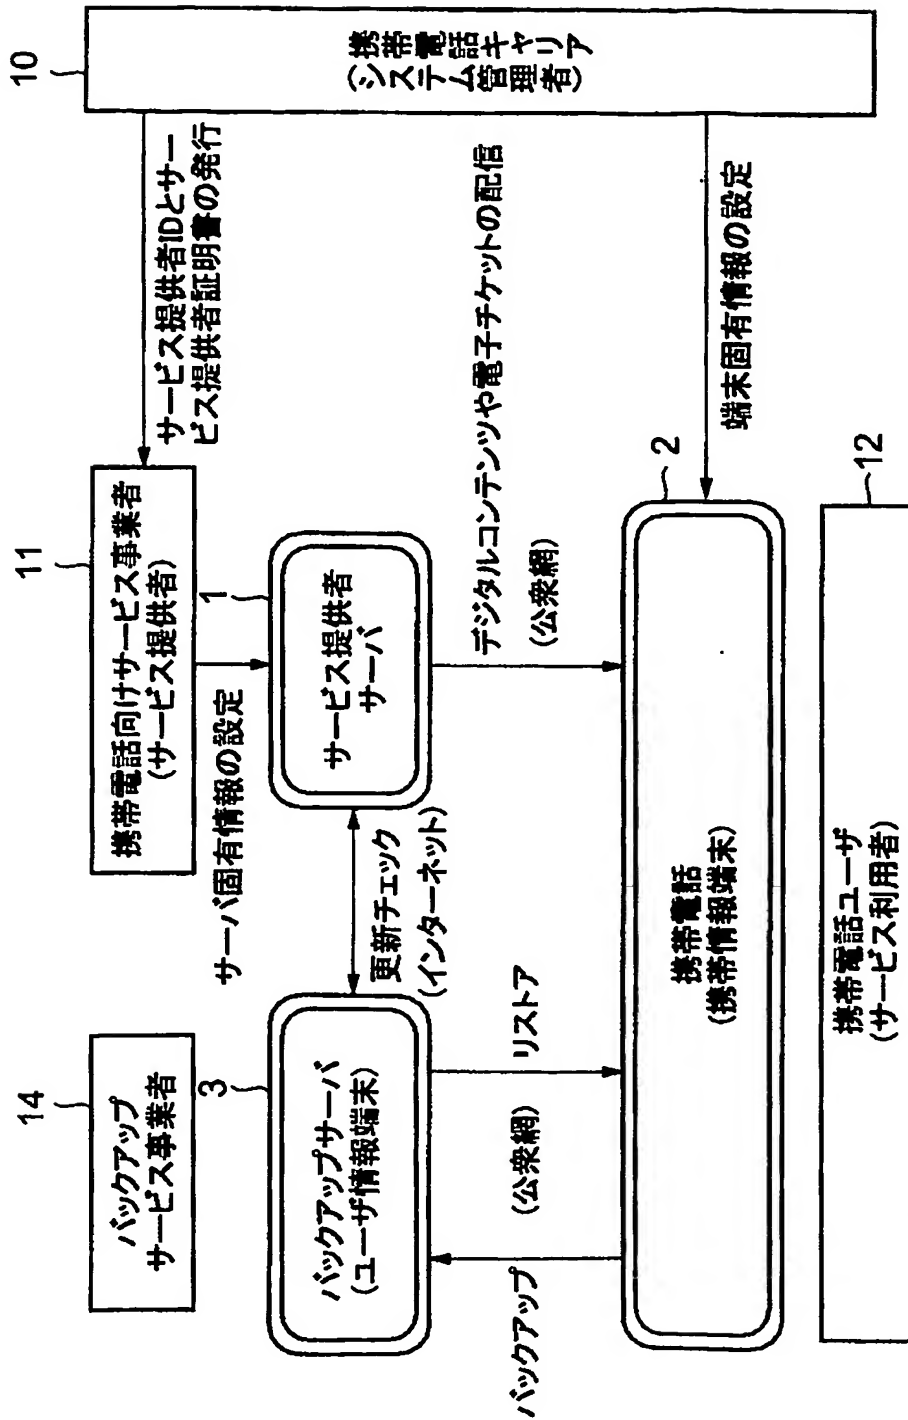 14
バックアップ
サービス事業者
11
携帯電話向けサービス事業者
(サービス提供者)
10
携帯電話キャリア
(システム管理者)
サービス提供者IDとサー
ビス提供者証明書の発行
サーバ固有情報の設定
3
バックアップサーバ
(ユーザ情報端末)
更新チェック
(インターネット)
1
サービス提供者
サーバ
バックアップ
(公衆網)
リストア
デジタルコンテンツや電子チケットの配信
(公衆網)
2
携帯電話
(携帯情報端末)
端末固有情報の設定
12
携帯電話ユーザ
(サービス利用者)